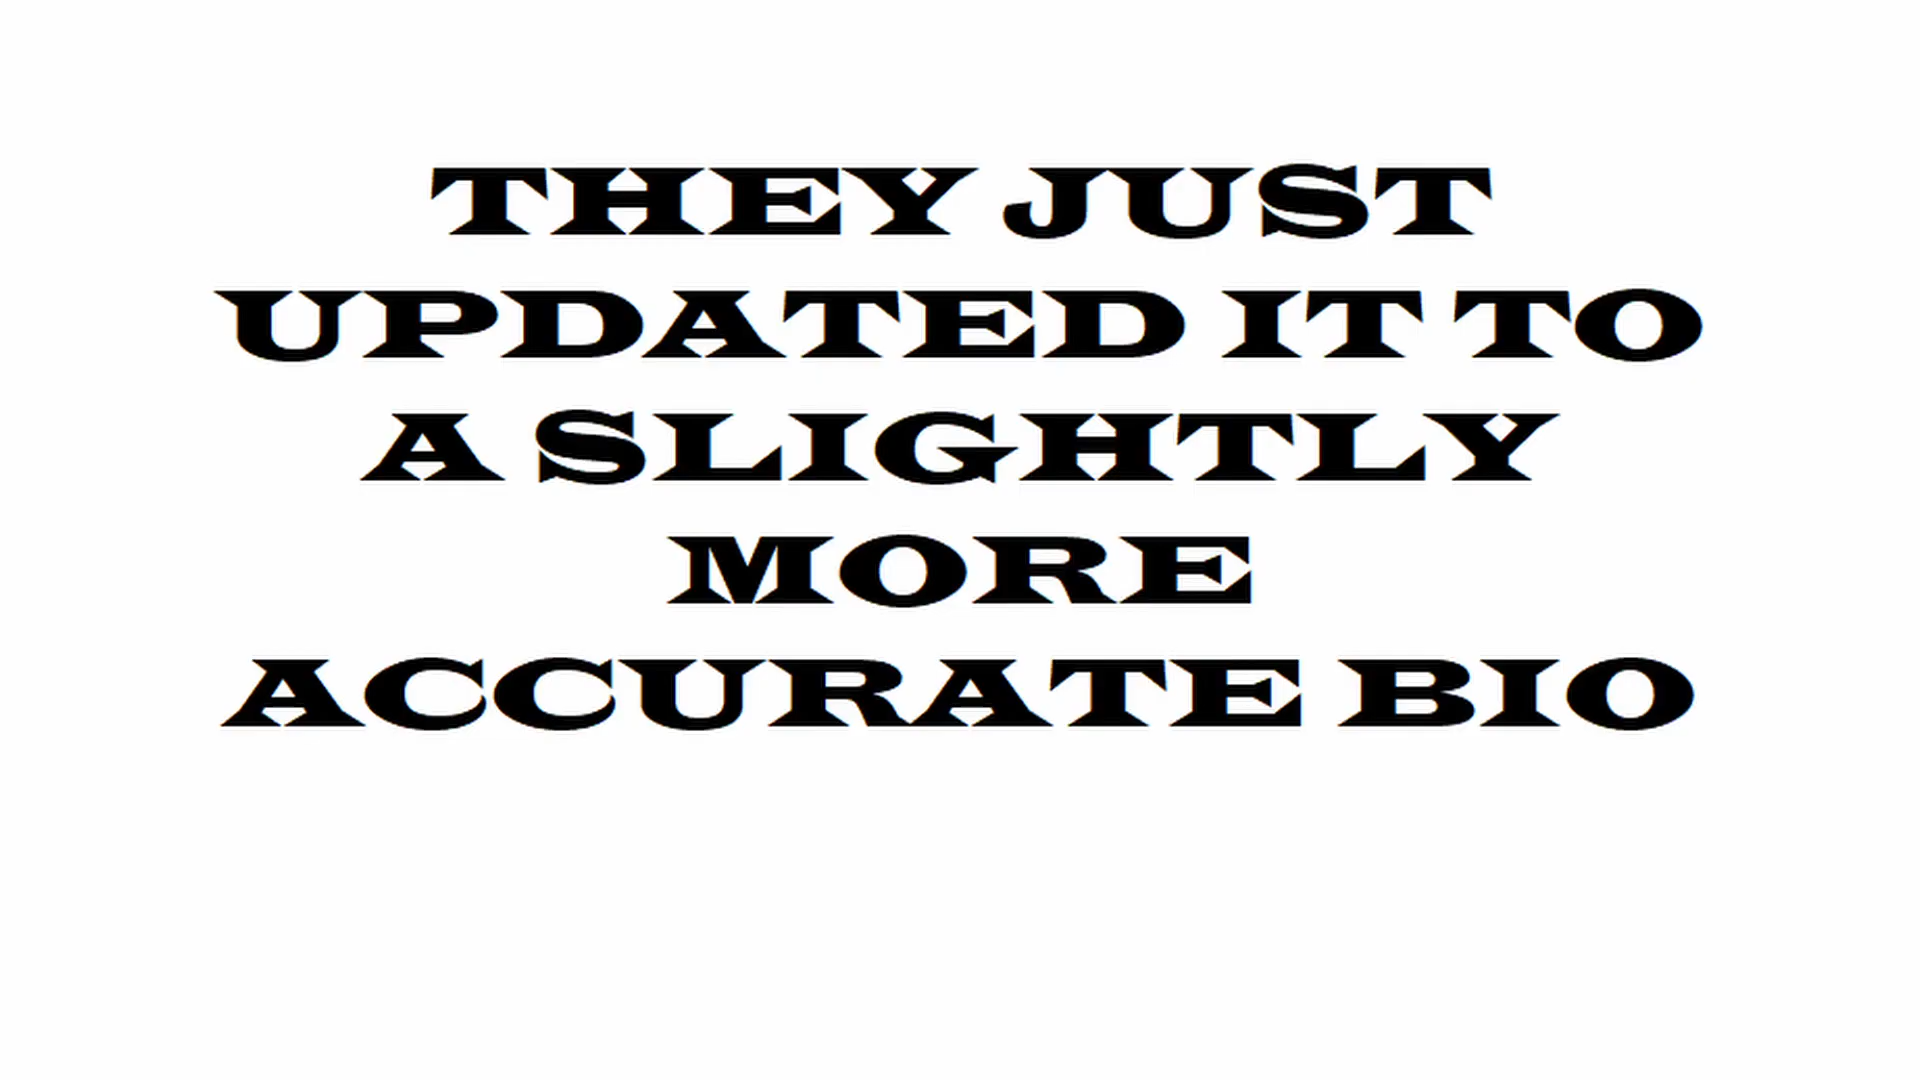 THEY JUST
UPDATED IT TO
A SLIGHTLY
MORE
ACCURATE BIO